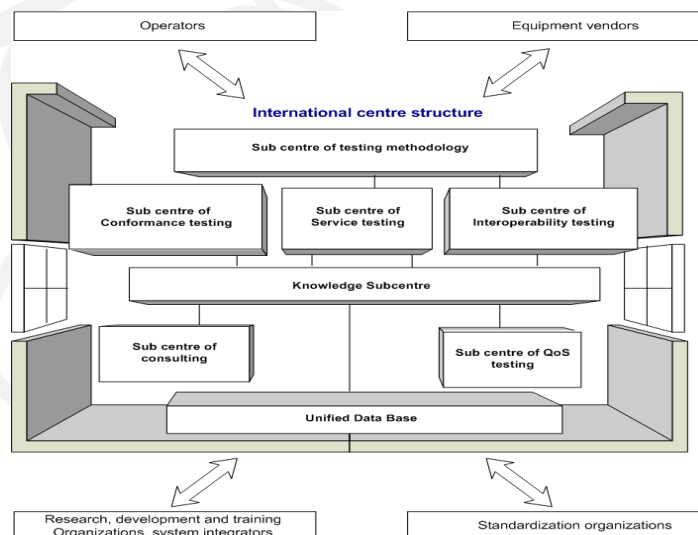 Operators
Equipment vendors
International centre structure
Sub centre of testing methodology
Sub centre of
Conformance testing
Sub centre of
Service testing
Sub centre of
Interoperability testing
Knowledge Subcentre
Sub centre of
consulting
Sub centre of QoS
testing
Unified Data Base
Research, development and training
Organizations, system integrators
Standardization organizations